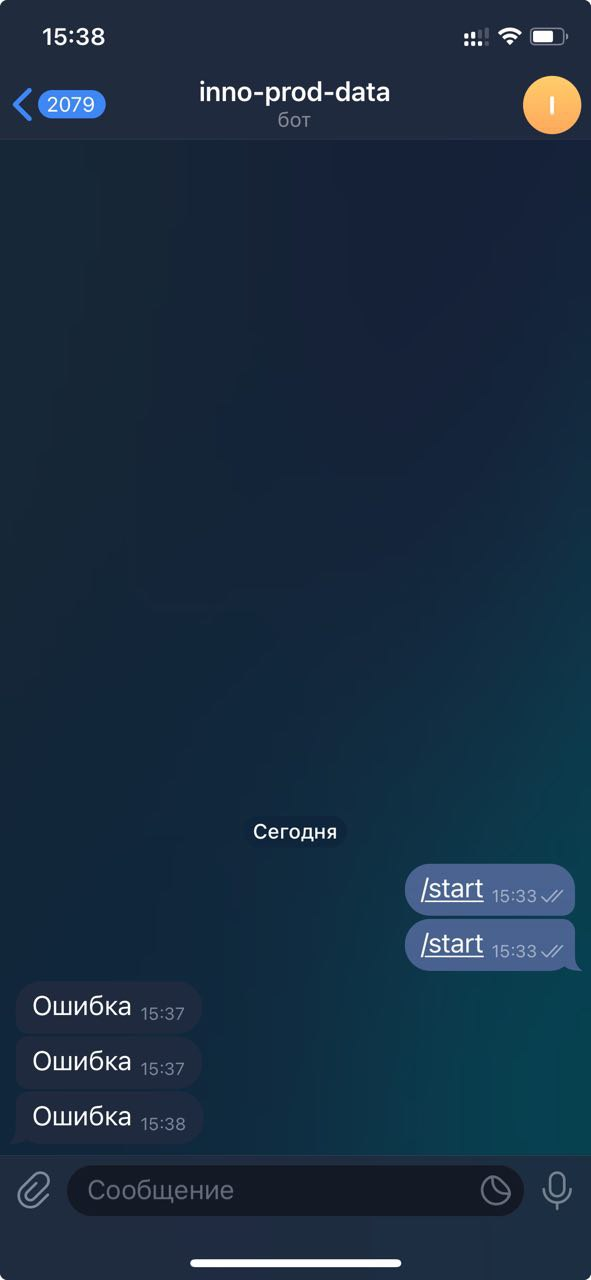 15:38
2079
inno-prod-data
бот
I
Сегодня
/start 15:33
/start 15:33
Ошибка 15:37
Ошибка 15:37
Ошибка 15:38
Сообщение